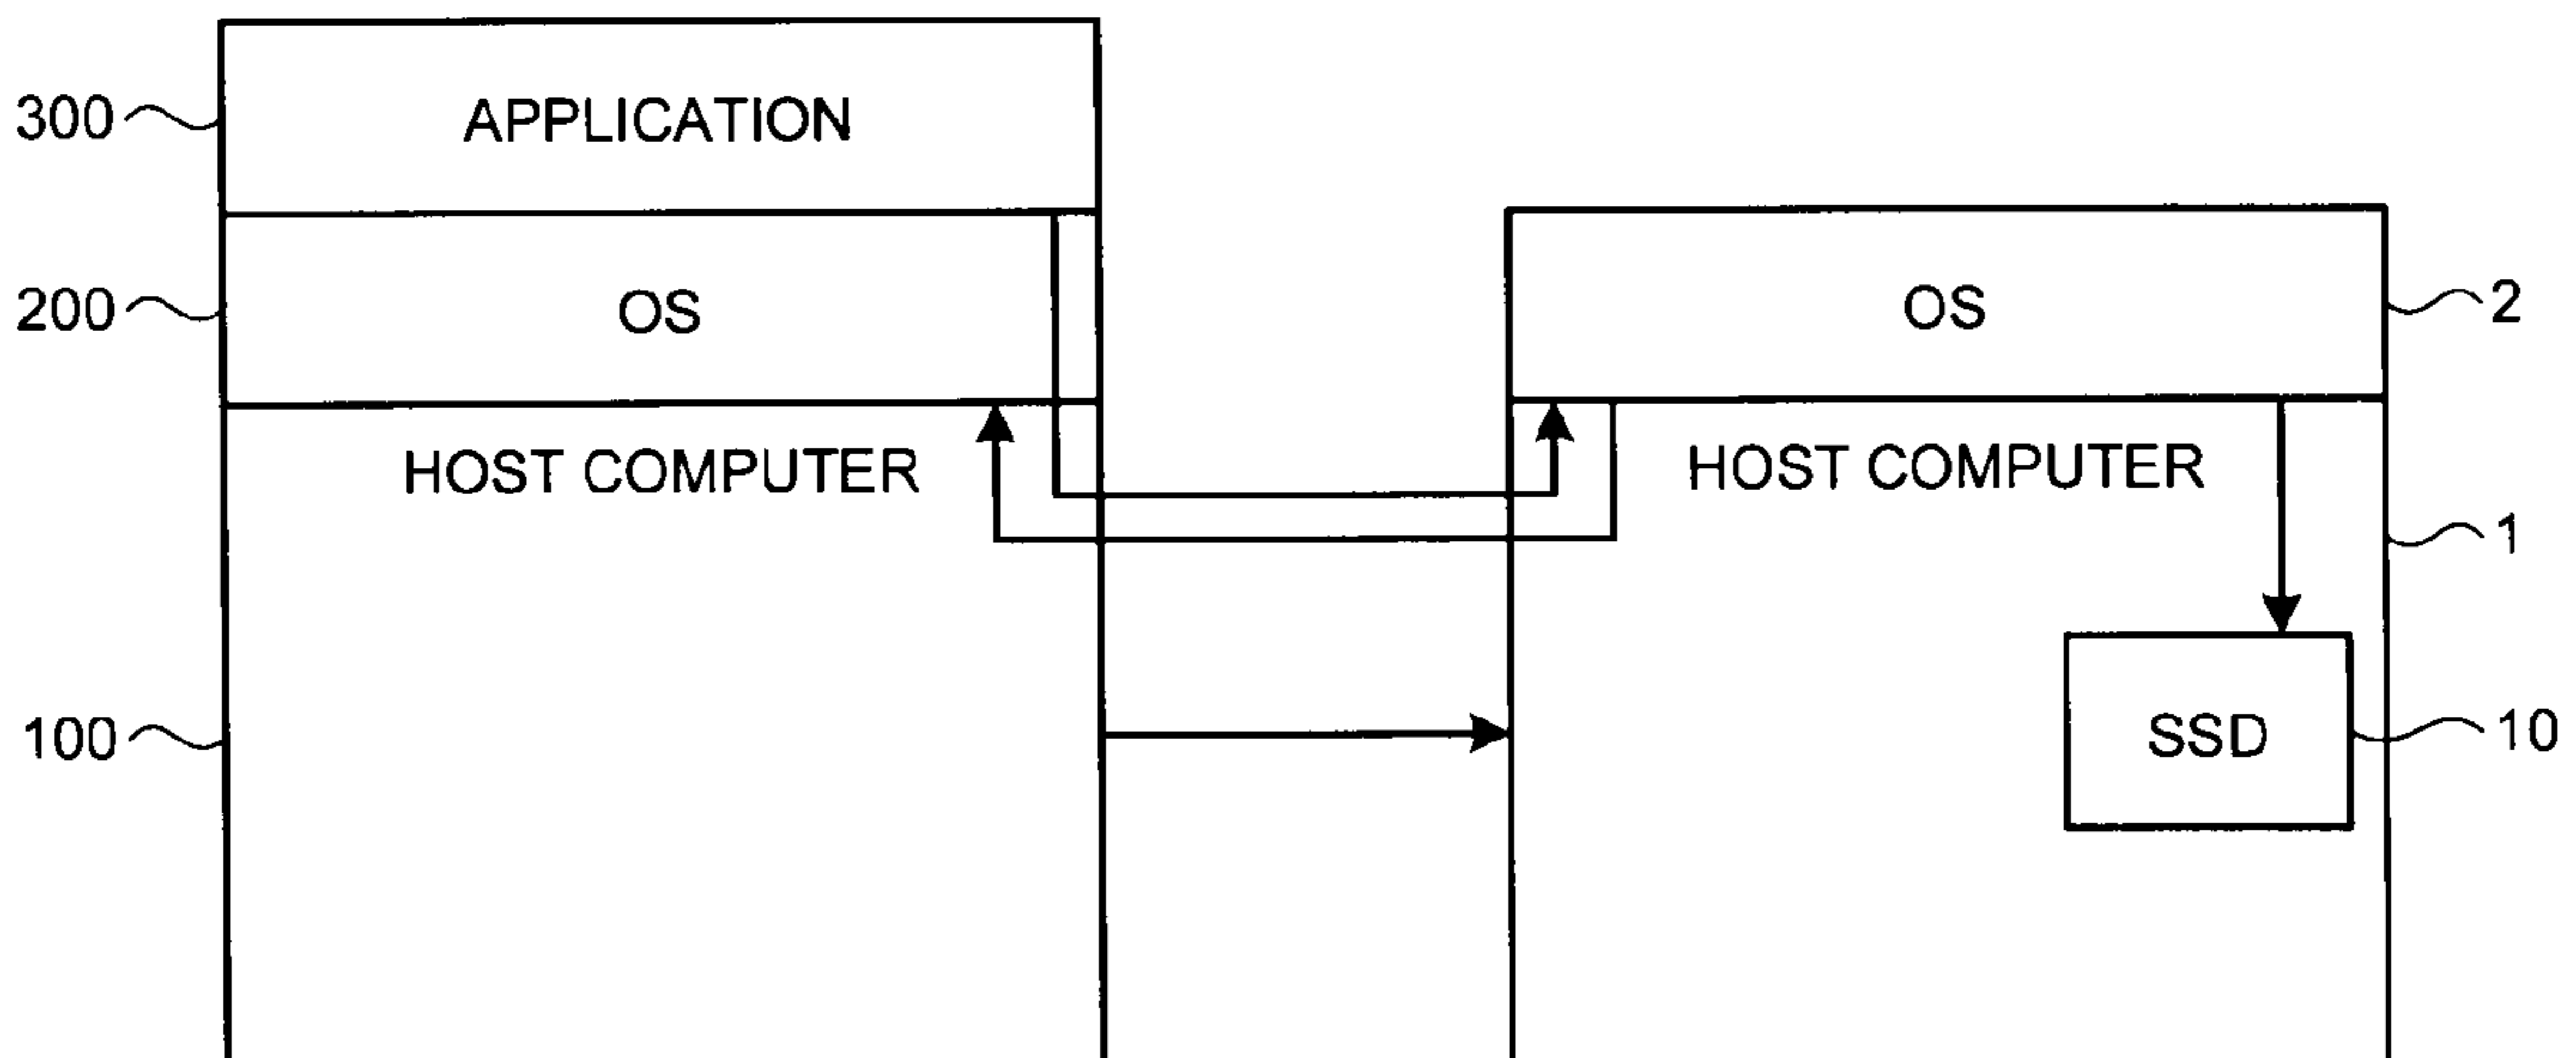 300
APPLICATION
200
OS
OS
2
HOST COMPUTER
HOST COMPUTER
1
100
SSD
10